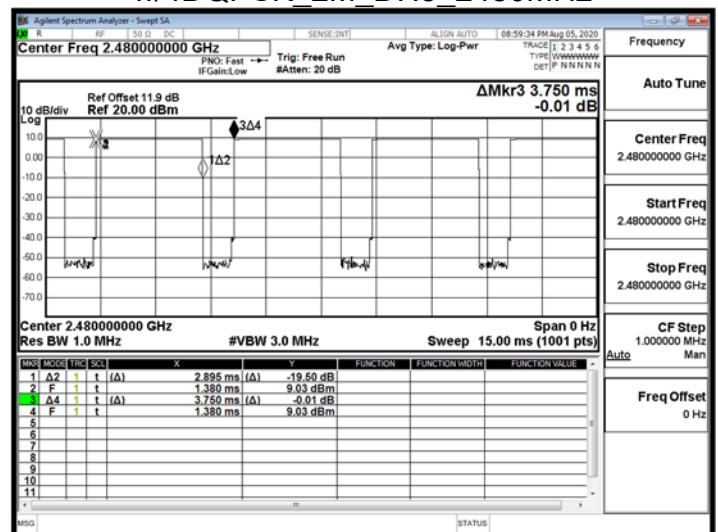 π/4DQPSK_LM_DH5_2480MHz
Agilent Spectrum Analyzer - Swept SA
R RF 50 Ω DC SENSE:INT ALIGN AUTO 08:59:34 PM Aug 05, 2020
Center Freq 2.480000000 GHz
PNO: Fast
IFGain:Low
Trig: Free Run
#Atten: 20 dB
Avg Type: Log-Pwr
TRACE 1 2 3 4 5 6
TYPE WWWWWW
DET P NNNNN
Ref Offset 11.9 dB
10 dB/div Ref 20.00 dBm
ΔMkr3 3.750 ms
-0.01 dB
Log
10.0
0.00
-10.0
-20.0
-30.0
-40.0
-50.0
-60.0
-70.0
3Δ4
1Δ2
Center 2.480000000 GHz Span 0 Hz
Res BW 1.0 MHz #VBW 3.0 MHz Sweep 15.00 ms (1001 pts)
MKR MODE TRC SCL X Y FUNCTION FUNCTION WIDTH FUNCTION VALUE
1 Δ2 1 t (Δ) 2.895 ms (Δ) -19.50 dB
2 F 1 t 1.380 ms 9.03 dBm
3 Δ4 1 t (Δ) 3.750 ms (Δ) -0.01 dB
4 F 1 t 1.380 ms 9.03 dBm
5
6
7
8
9
10
11
MSG STATUS
Frequency
Auto Tune
Center Freq
2.480000000 GHz
Start Freq
2.480000000 GHz
Stop Freq
2.480000000 GHz
CF Step
1.000000 MHz
Auto Man
Freq Offset
0 Hz